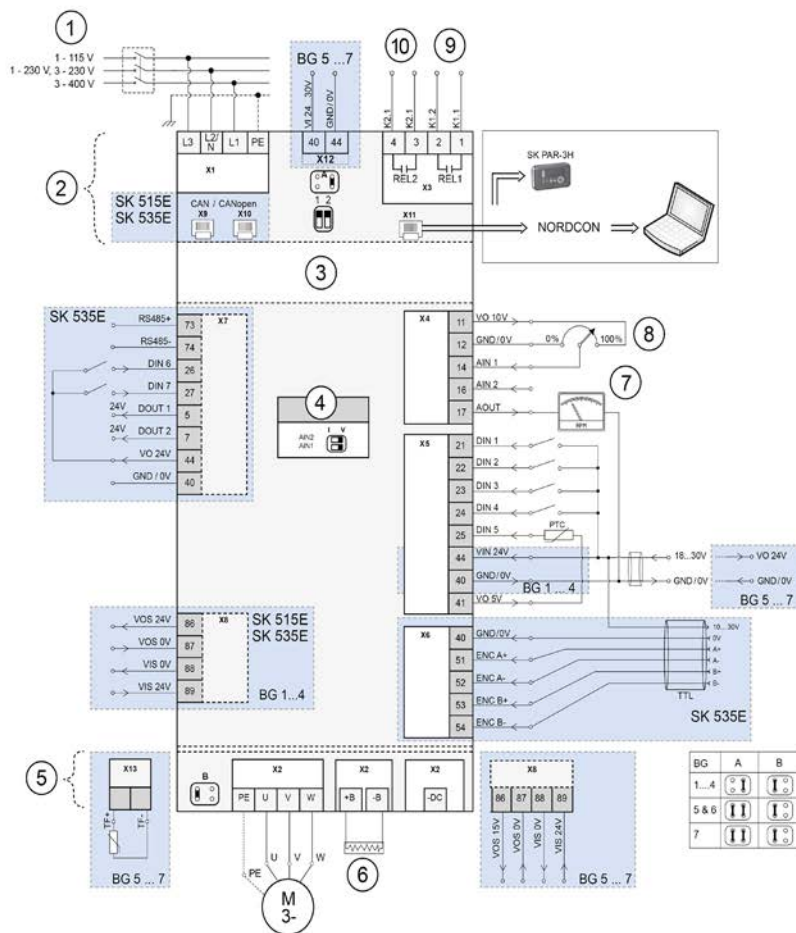 1
1 - 115 V
1 - 230 V, 3 - 230 V
3 - 400 V
BG 5 ... 7
VI 24...30V
GND/0V
10
9
K2.1
K2.1
K1.2
K1.1
L3
L2/
N
L1
PE
40
44
4
3
2
1
X1
X12
REL2
REL1
X3
2
A
1 2
SK 515E
SK 535E
CAN / CANopen
X9
X10
X11
SK PAR-3H
NORDCON
3
SK 535E
X7
RS485+
73
RS485-
74
DIN 6
26
DIN 7
27
24V
DOUT 1
5
24V
DOUT 2
7
VO 24V
44
GND / 0V
40
4
I V
AIN2
AIN1
X4
11
VO 10V
12
GND/0V
0%
100%
8
14
AIN 1
16
AIN 2
17
AOUT
7
RPM
X5
21
DIN 1
22
DIN 2
23
DIN 3
24
DIN 4
25
DIN 5
PTC
44
VIN 24V
18...30V
VO 24V
40
GND/0V
BG 1 ... 4
GND/0V
GND/0V
BG 5 ... 7
41
VO 5V
VOS 24V
86
X8
SK 515E
SK 535E
VOS 0V
87
VIS 0V
88
VIS 24V
89
BG 1...4
X6
40
GND/0V
10... 30V
0V
51
ENC A+
A+
52
ENC A-
A-
53
ENC B+
B+
54
ENC B-
B-
TTL
SK 535E
5
X13
TF+
TF-
BG 5 ... 7
B
X2
PE
U
V
W
X2
+B
-B
X2
-DC
X8
86
87
88
89
VOS 15V
VOS 0V
VIS 0V
VIS 24V
BG 5 ... 7
PE
U
V
W
6
M
3~
BG
A
B
1....4
5 & 6
7